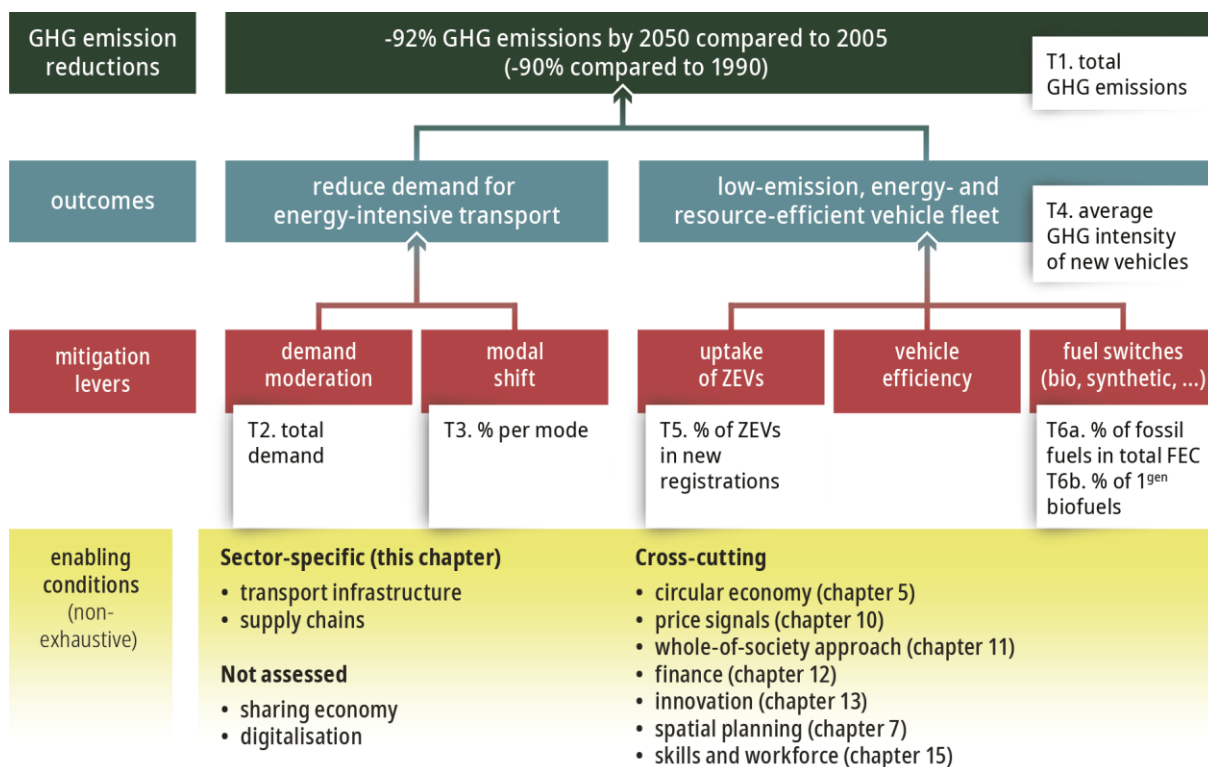 GHG emission
reductions
-92% GHG emissions by 2050 compared to 2005
(-90% compared to 1990)
T1. total
GHG emissions
outcomes
reduce demand for
energy-intensive transport
low-emission, energy- and
resource-efficient vehicle fleet
T4. average
GHG intensity
of new vehicles
mitigation
levers
demand
moderation
modal
shift
uptake
of ZEVs
vehicle
efficiency
fuel switches
(bio, synthetic, ...)
T2. total
demand
T3. % per mode
T5. % of ZEVs
in new
registrations
T6a. % of fossil
fuels in total FEC
T6b. % of 1gen
biofuels
enabling
conditions
(non-
exhaustive)
Sector-specific (this chapter)
• transport infrastructure
• supply chains
Not assessed
• sharing economy
• digitalisation
Cross-cutting
• circular economy (chapter 5)
• price signals (chapter 10)
• whole-of-society approach (chapter 11)
• finance (chapter 12)
• innovation (chapter 13)
• spatial planning (chapter 7)
• skills and workforce (chapter 15)